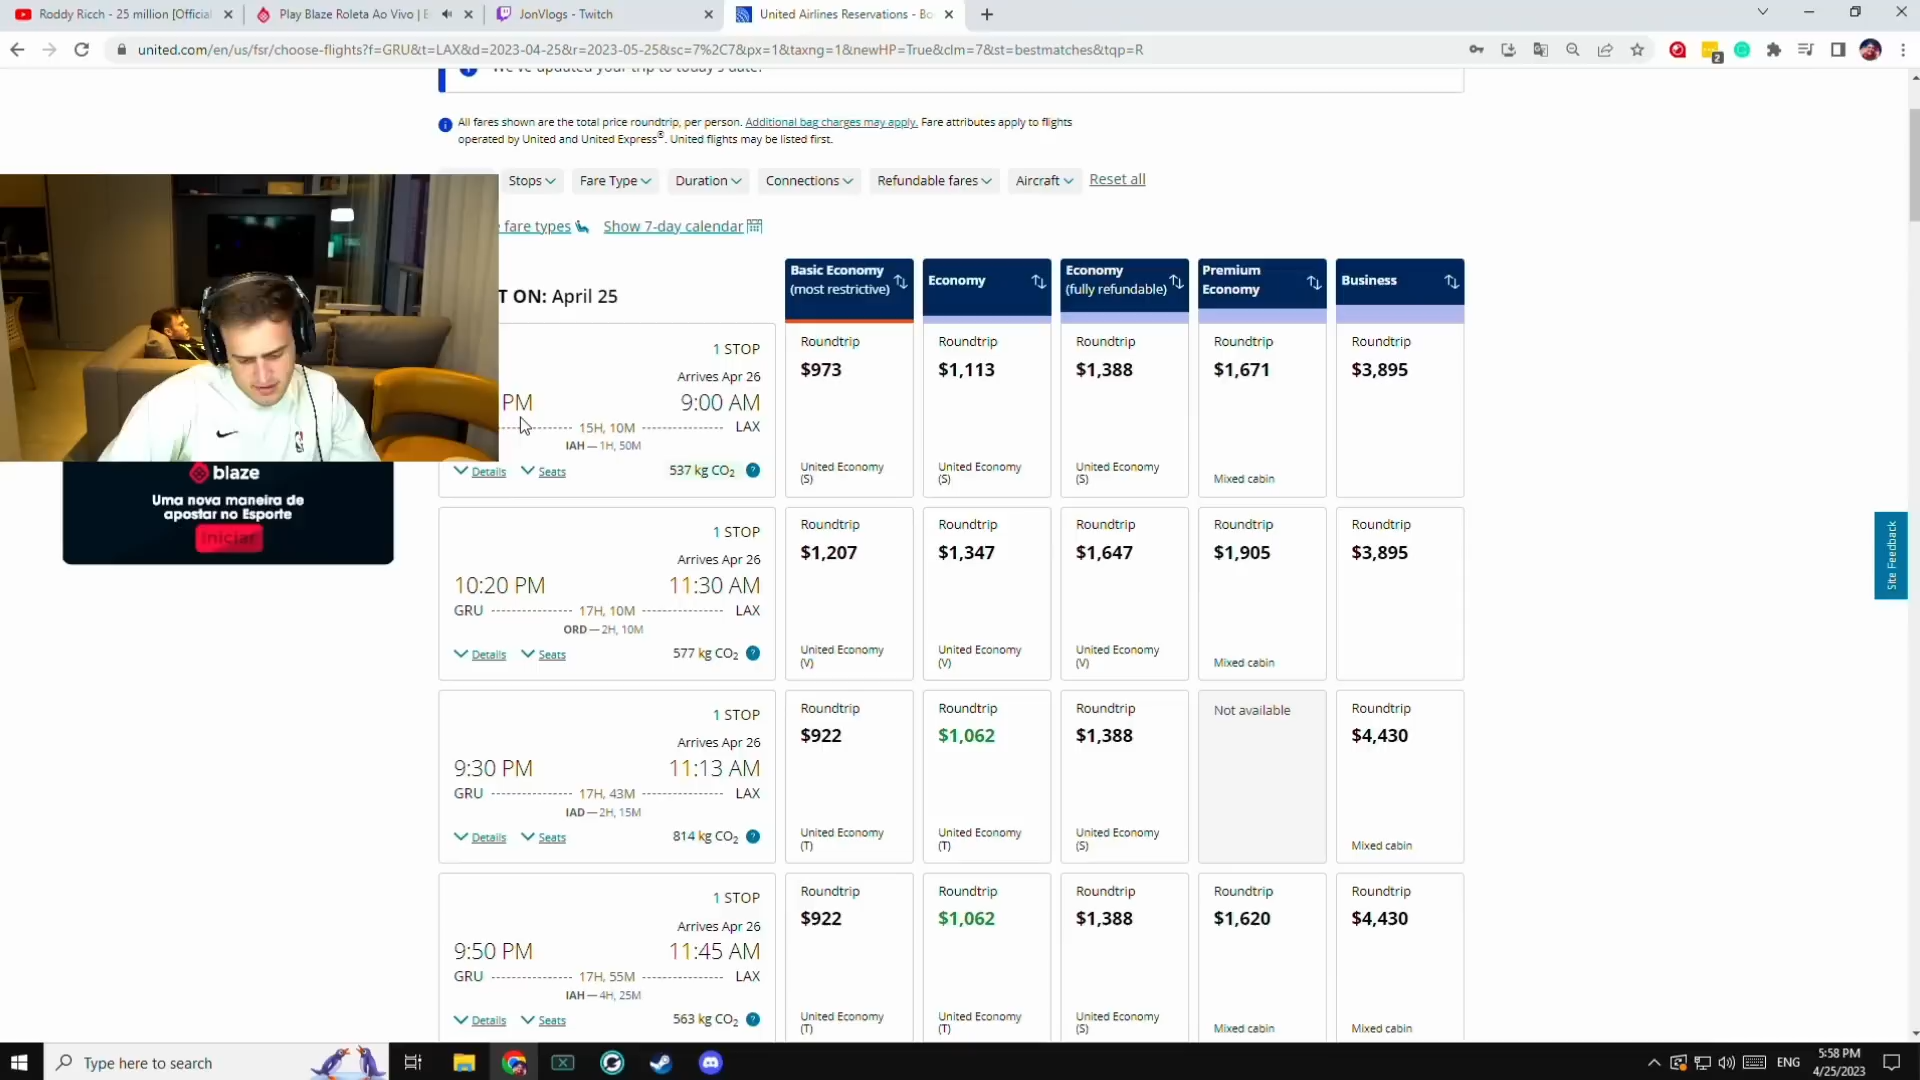 Roddy Ricch - 25 million [Official
Play Blaze Roleta Ao Vivo | B
JonVlogs - Twitch
United Airlines Reservations - Bo
united.com/en/us/fsr/choose-flights?f=GRU&t=LAX&d=2023-04-25&r=2023-05-25&sc=7%2C7&px=1&taxng=1&newHP=True&clm=7&st=bestmatches&tqp=R
2
We've updated your trip to today's date.
All fares shown are the total price roundtrip, per person. Additional bag charges may apply. Fare attributes apply to flights
operated by United and United Express®. United flights may be listed first.
Stops
Fare Type
Duration
Connections
Refundable fares
Aircraft
Reset all
fare types
Show 7-day calendar
T ON: April 25
Basic Economy
(most restrictive)
Economy
Economy
(fully refundable)
Premium
Economy
Business
1 STOP
Arrives Apr 26
PM
9:00 AM
15H, 10M
LAX
IAH — 1H, 50M
Details
Seats
537 kg CO2
Roundtrip
$973
United Economy
(S)
Roundtrip
$1,113
United Economy
(S)
Roundtrip
$1,388
United Economy
(S)
Roundtrip
$1,671
Mixed cabin
Roundtrip
$3,895
blaze
Uma nova maneira de
apostar no Esporte
Iniciar
1 STOP
Arrives Apr 26
10:20 PM
11:30 AM
GRU
17H, 10M
LAX
ORD — 2H, 10M
Details
Seats
577 kg CO2
Roundtrip
$1,207
United Economy
(V)
Roundtrip
$1,347
United Economy
(V)
Roundtrip
$1,647
United Economy
(V)
Roundtrip
$1,905
Mixed cabin
Roundtrip
$3,895
Site Feedback
1 STOP
Arrives Apr 26
9:30 PM
11:13 AM
GRU
17H, 43M
LAX
IAD — 2H, 15M
Details
Seats
814 kg CO2
Roundtrip
$922
United Economy
(T)
Roundtrip
$1,062
United Economy
(T)
Roundtrip
$1,388
United Economy
(S)
Not available
Roundtrip
$4,430
Mixed cabin
1 STOP
Arrives Apr 26
9:50 PM
11:45 AM
GRU
17H, 55M
LAX
IAH — 4H, 25M
Details
Seats
563 kg CO2
Roundtrip
$922
United Economy
(T)
Roundtrip
$1,062
United Economy
(T)
Roundtrip
$1,388
United Economy
(S)
Roundtrip
$1,620
Mixed cabin
Roundtrip
$4,430
Mixed cabin
Type here to search
ENG
5:58 PM
4/25/2023